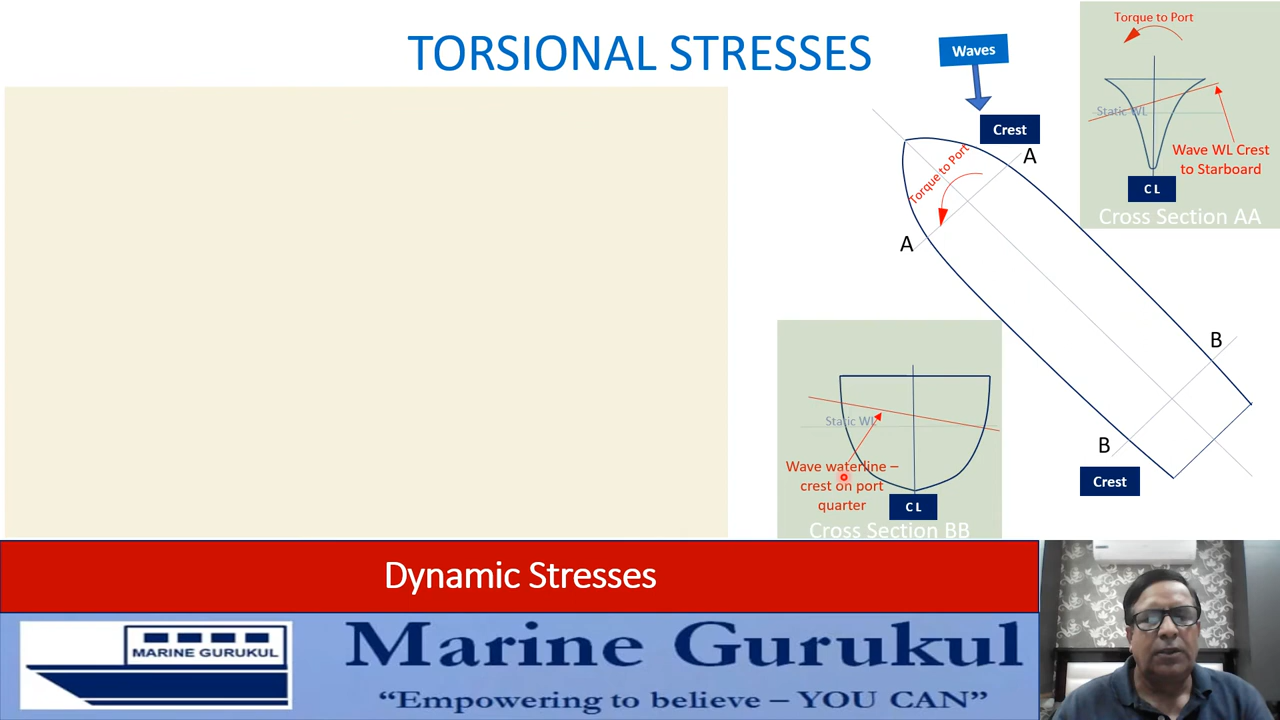 TORSIONAL STRESSES
Waves
Crest
A
Torque to Port
A
Torque to Port
Static WL
Wave WL Crest
to Starboard
C L
Cross Section AA
B
B
Crest
Static WL
Wave waterline –
crest on port
quarter
C L
Cross Section BB
Dynamic Stresses
MARINE GURUKUL
Marine Gurukul
“Empowering to believe – YOU CAN”